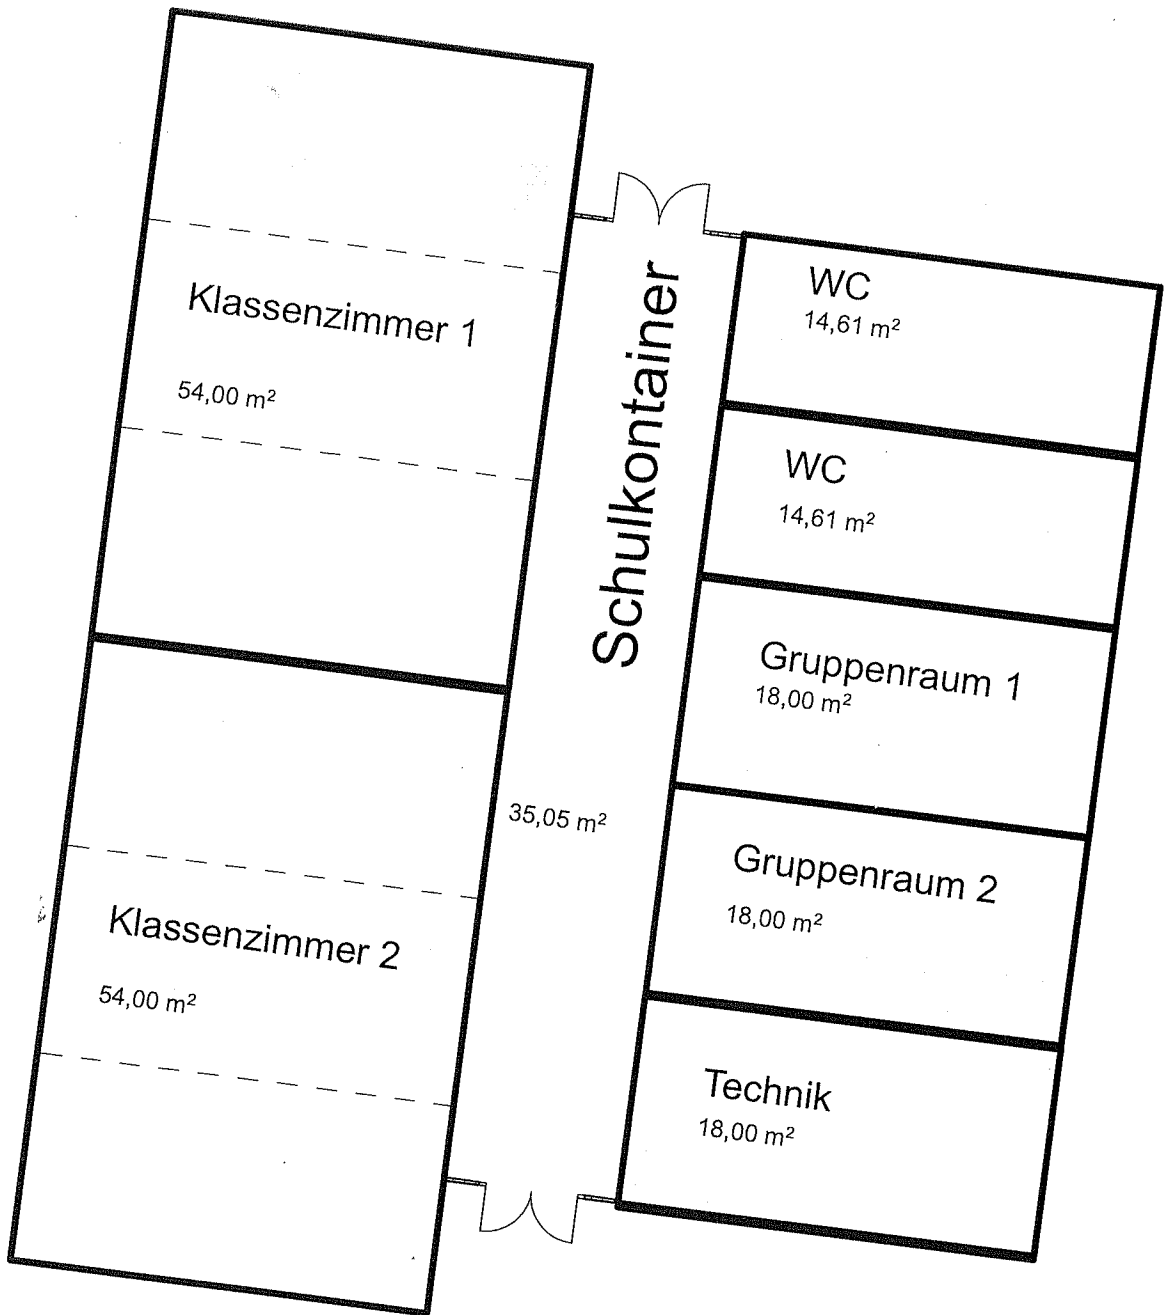 Klassenzimmer 1
54,00 m²
Klassenzimmer 2
54,00 m²
Schulkontainer
35,05 m²
WC
14,61 m²
WC
14,61 m²
Gruppenraum 1
18,00 m²
Gruppenraum 2
18,00 m²
Technik
18,00 m²